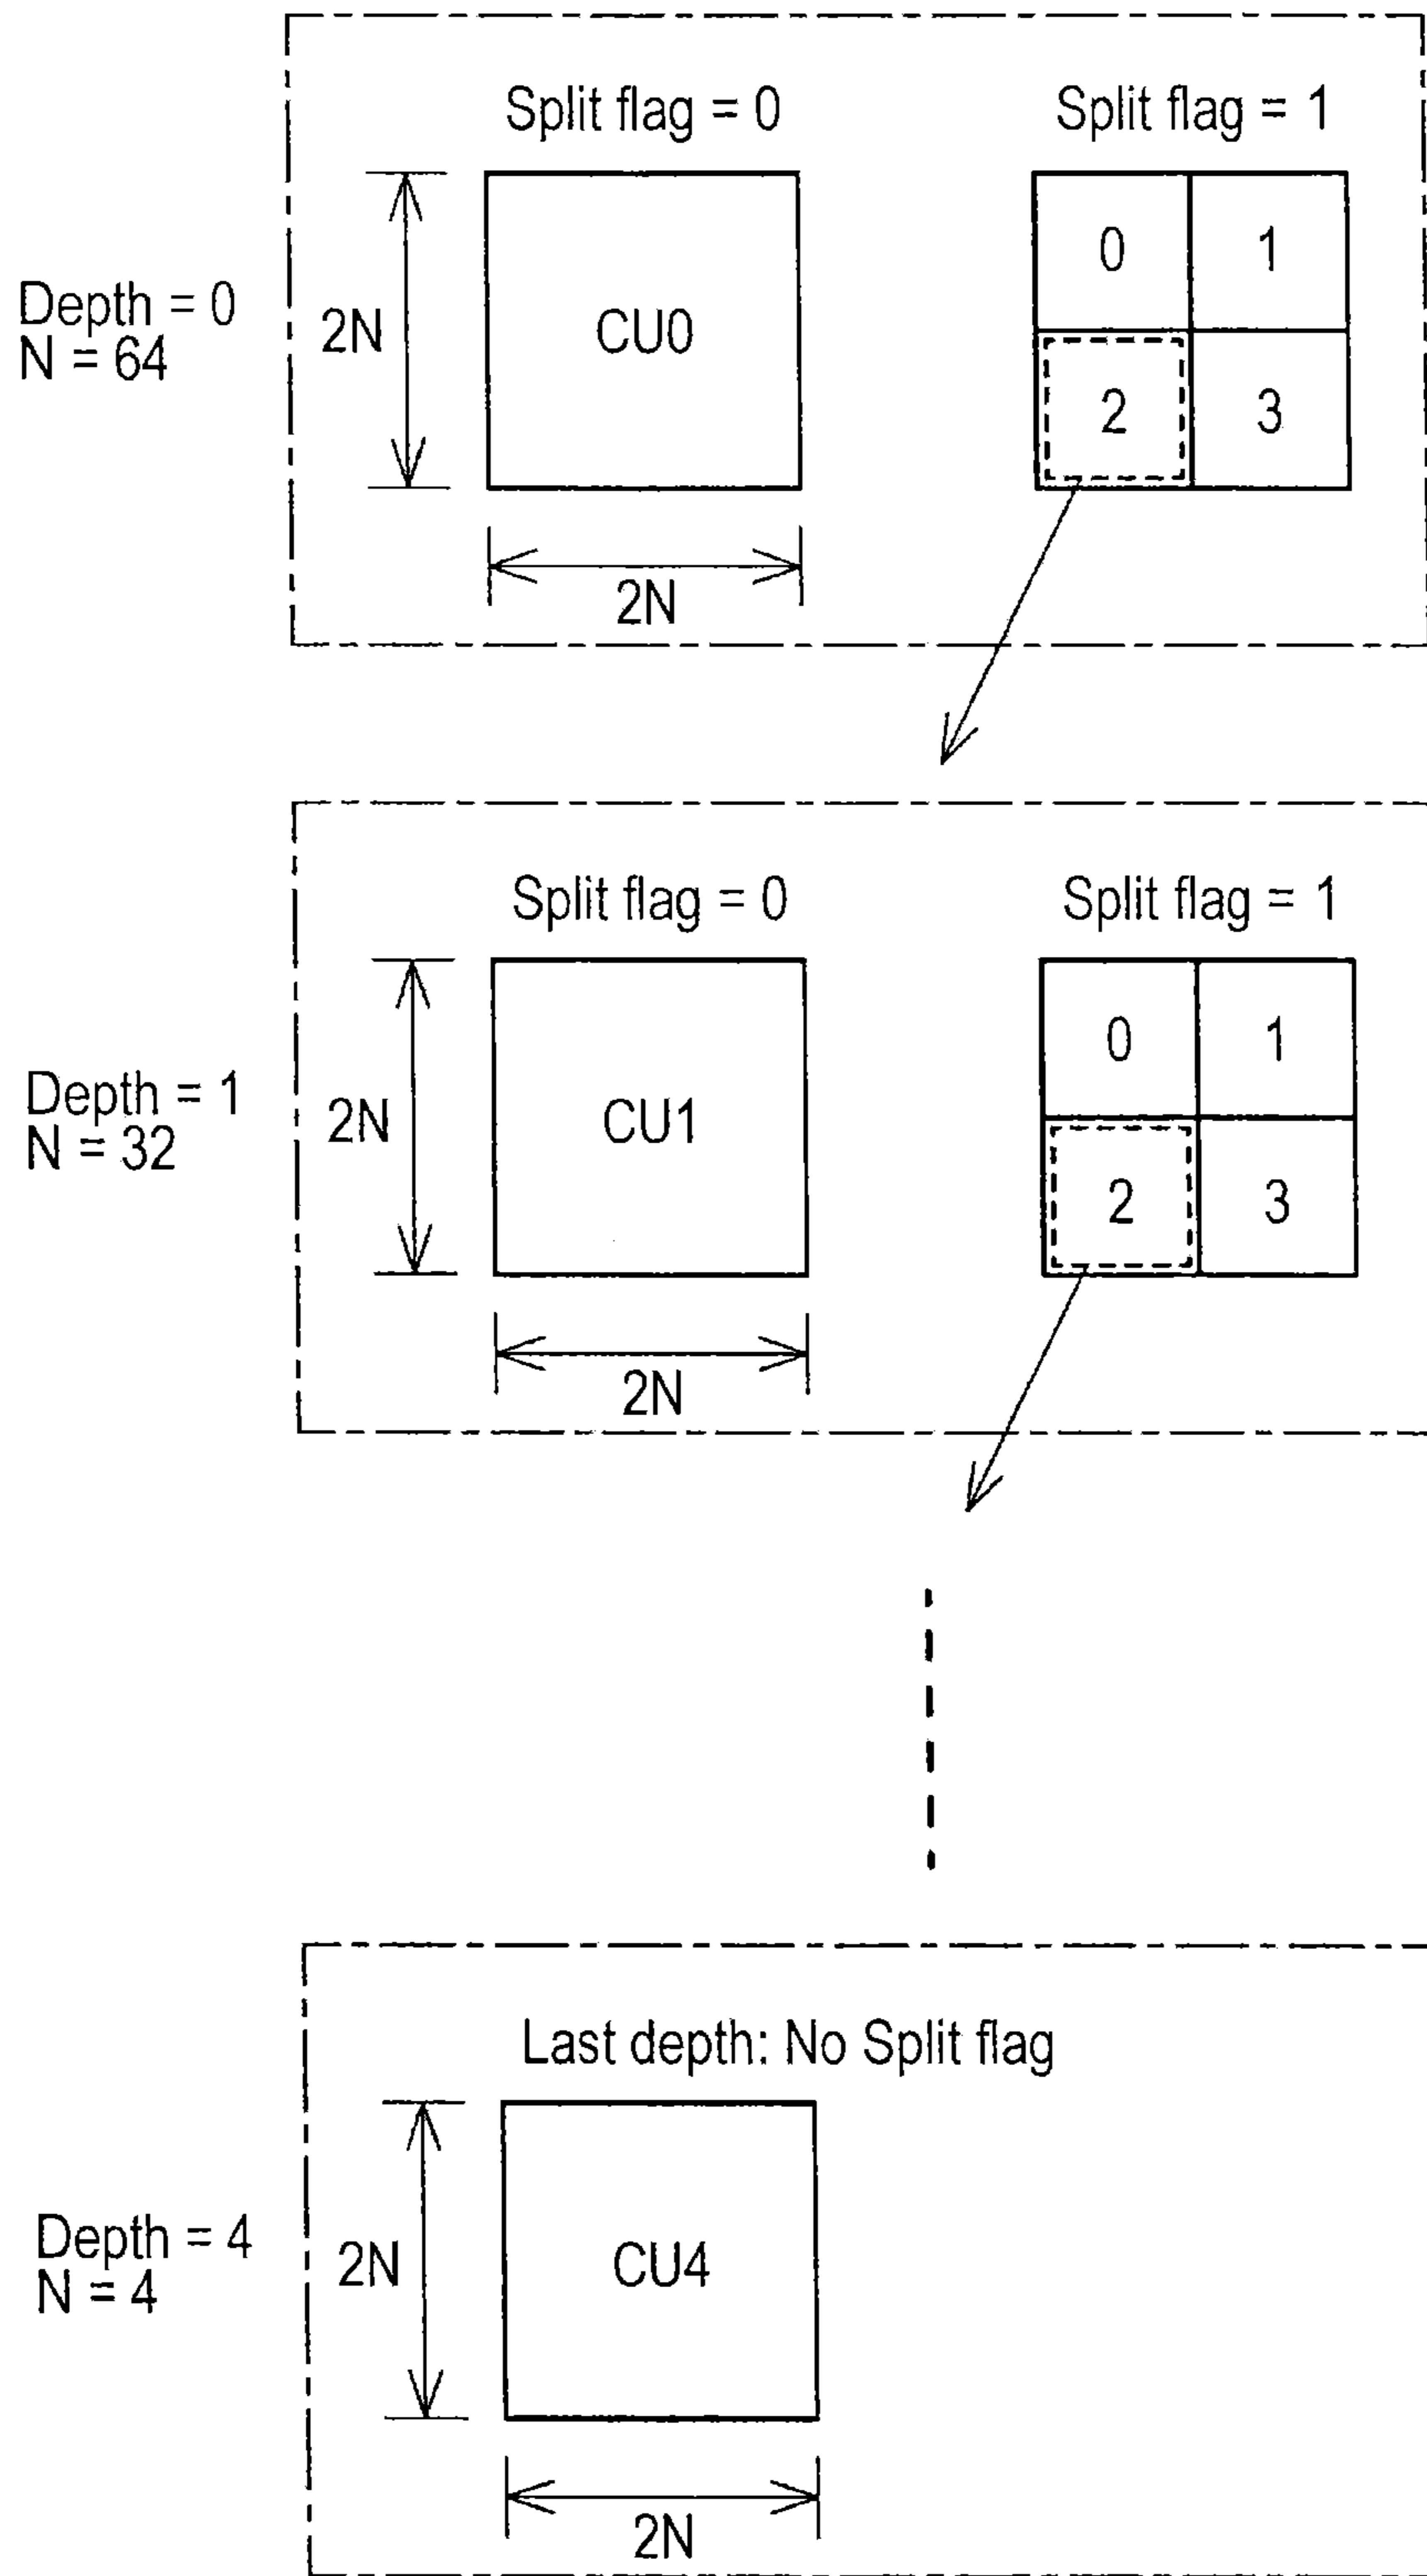 Split flag = 0
Split flag = 1
Depth = 0
N = 64
2N
CU0
0
1
2
3
2N
Split flag = 0
Split flag = 1
Depth = 1
N = 32
2N
CU1
0
1
2
3
2N
Last depth: No Split flag
Depth = 4
N = 4
2N
CU4
2N